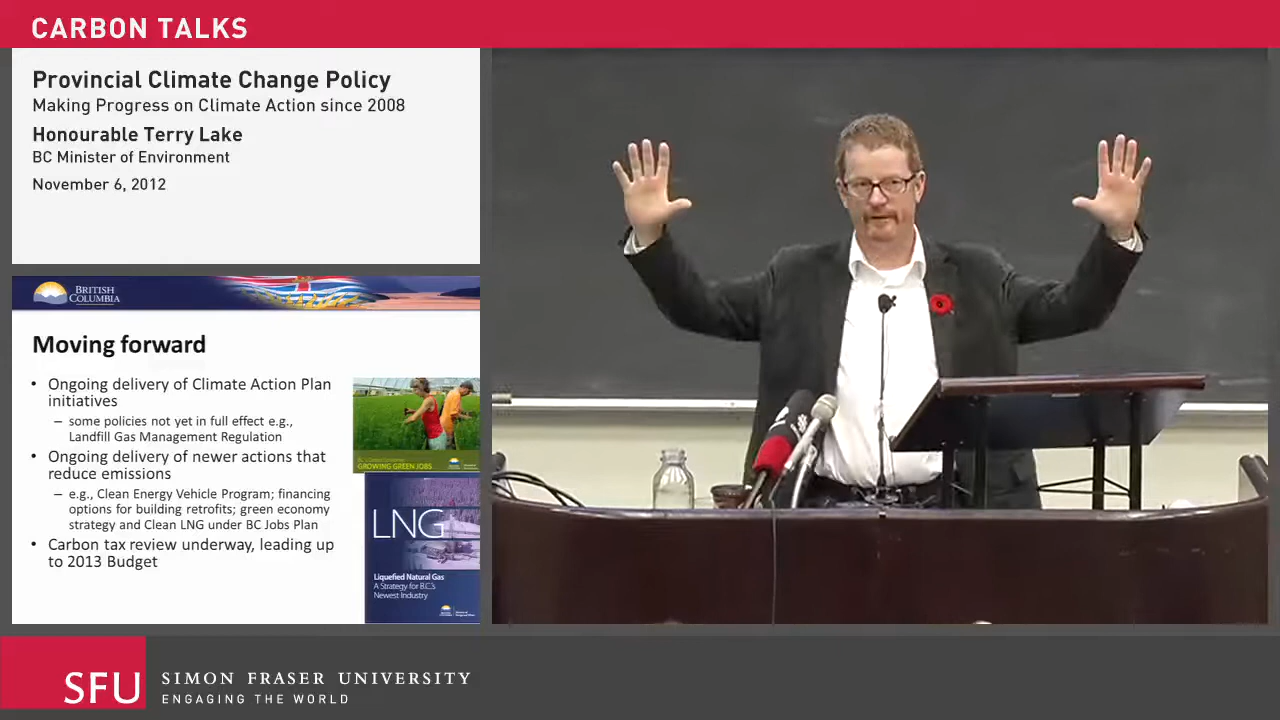 CARBON TALKS
Provincial Climate Change Policy
Making Progress on Climate Action since 2008
Honourable Terry Lake
BC Minister of Environment
November 6, 2012
BRITISH
COLUMBIA
Moving forward
• Ongoing delivery of Climate Action Plan
initiatives
– some policies not yet in full effect e.g.,
Landfill Gas Management Regulation
• Ongoing delivery of newer actions that
reduce emissions
– e.g., Clean Energy Vehicle Program; financing
options for building retrofits; green economy
strategy and Clean LNG under BC Jobs Plan
• Carbon tax review underway, leading up
to 2013 Budget
GROWING GREEN JOBS
LNG
Liquefied Natural Gas
A Strategy for B.C.'s
Newest Industry
SFU
SIMON FRASER UNIVERSITY
ENGAGING THE WORLD